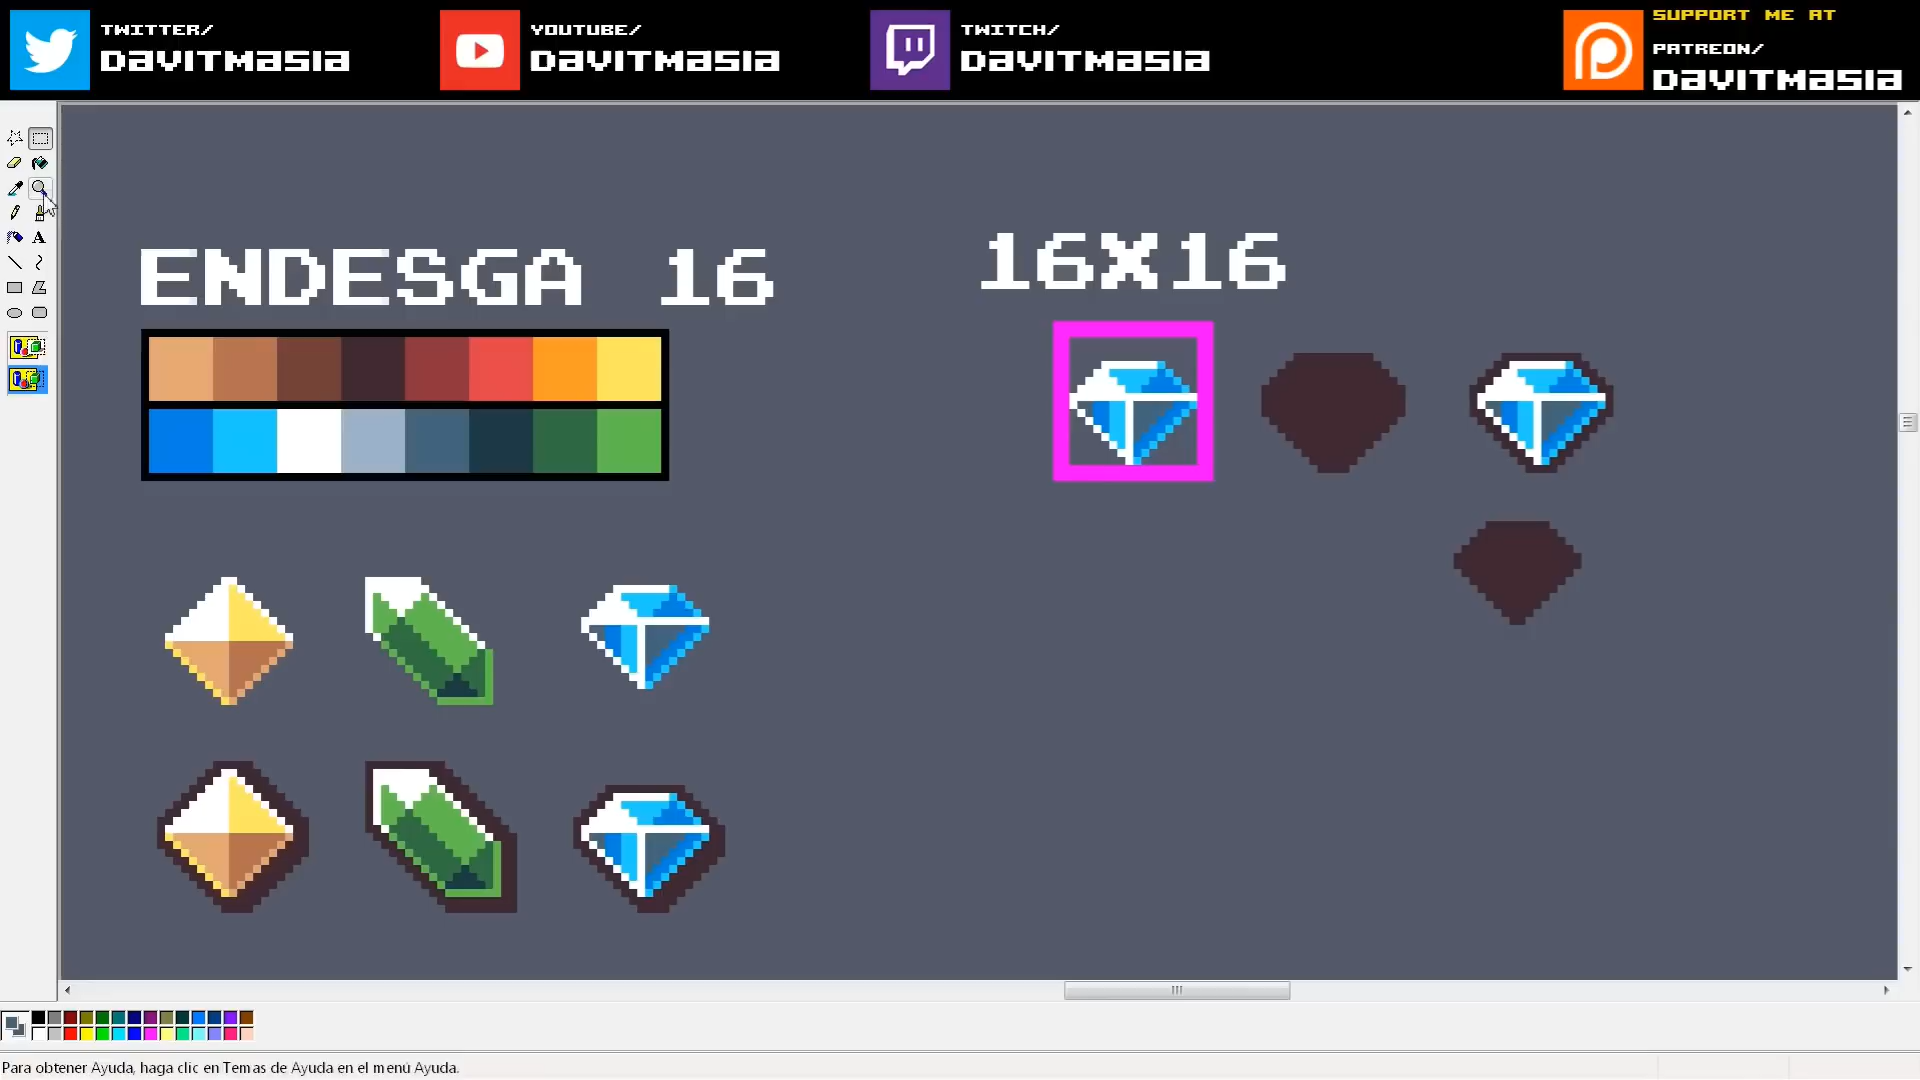 TWITTER/
DAVITMASIA
YOUTUBE/
DAVITMASIA
TWITCH/
DAVITMASIA
SUPPORT ME AT
PATREON/
DAVITMASIA
A
ENDESGA 16
16X16
Para obtener Ayuda, haga clic en Temas de Ayuda en el menú Ayuda.